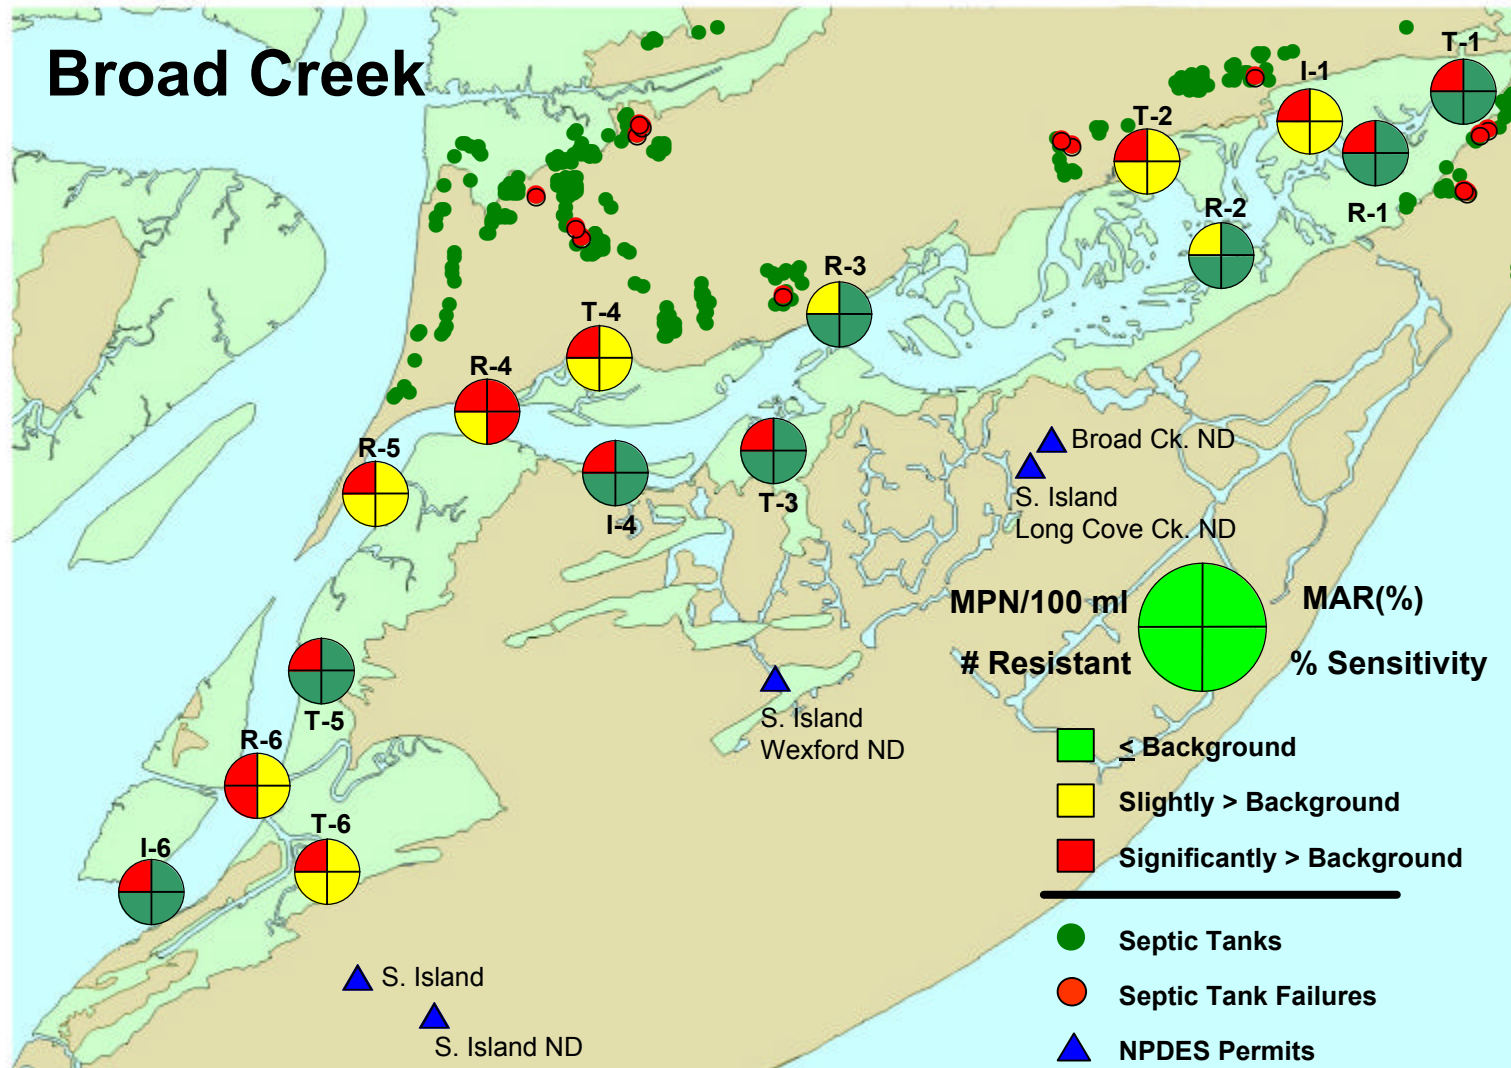 Broad Creek
T-1
I-1
T-2
R-1
R-2
R-3
T-4
R-4
R-5
I-4
T-3
Broad Ck. ND
S. Island
Long Cove Ck. ND
MPN/100 ml
MAR(%)
# Resistant
% Sensitivity
T-5
S. Island
Wexford ND
R-6
T-6
I-6
≤ Background
Slightly > Background
Significantly > Background
Septic Tanks
Septic Tank Failures
NPDES Permits
S. Island
S. Island ND